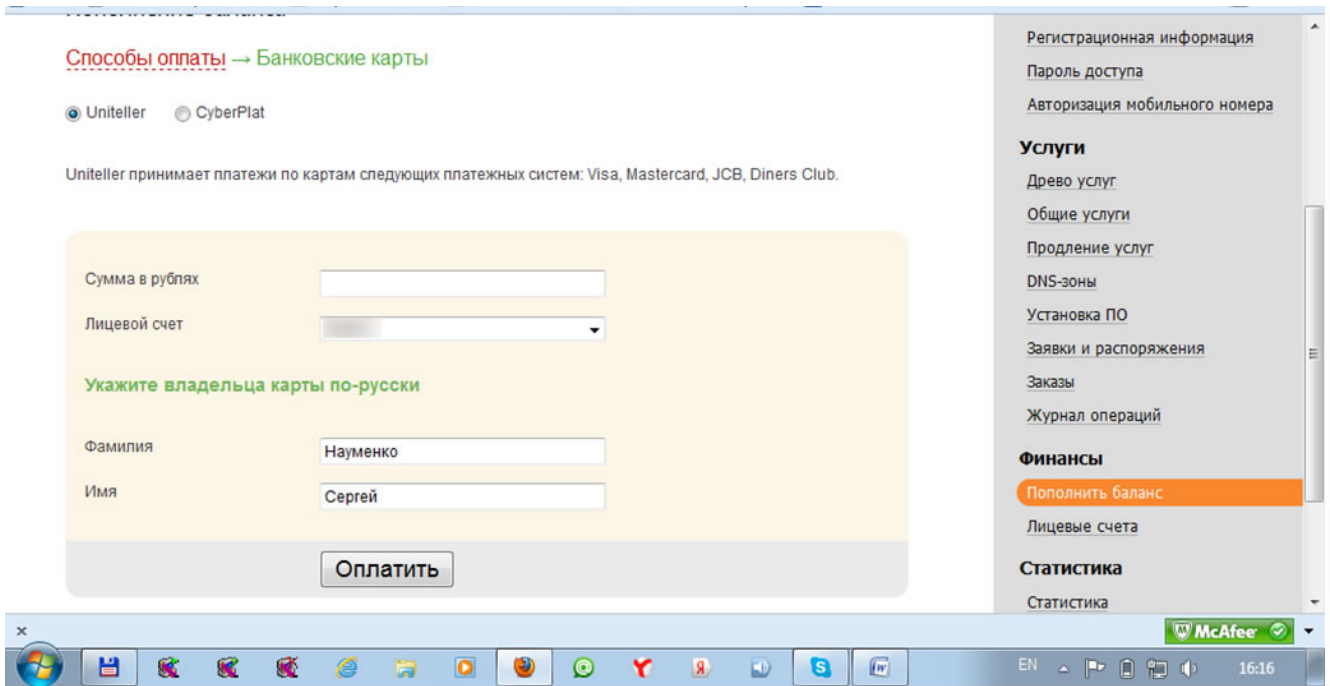 Способы оплаты → Банковские карты
Uniteller CyberPlat
Uniteller принимает платежи по картам следующих платежных систем: Visa, Mastercard, JCB, Diners Club.
Сумма в рублях
Лицевой счет
Укажите владельца карты по-русски
Фамилия Науменко
Имя Сергей
Оплатить
Регистрационная информация
Пароль доступа
Авторизация мобильного номера
Услуги
Древо услуг
Общие услуги
Продление услуг
DNS-зоны
Установка ПО
Заявки и распоряжения
Заказы
Журнал операций
Финансы
Пополнить баланс
Лицевые счета
Статистика
Статистика
McAfee
EN 16:16